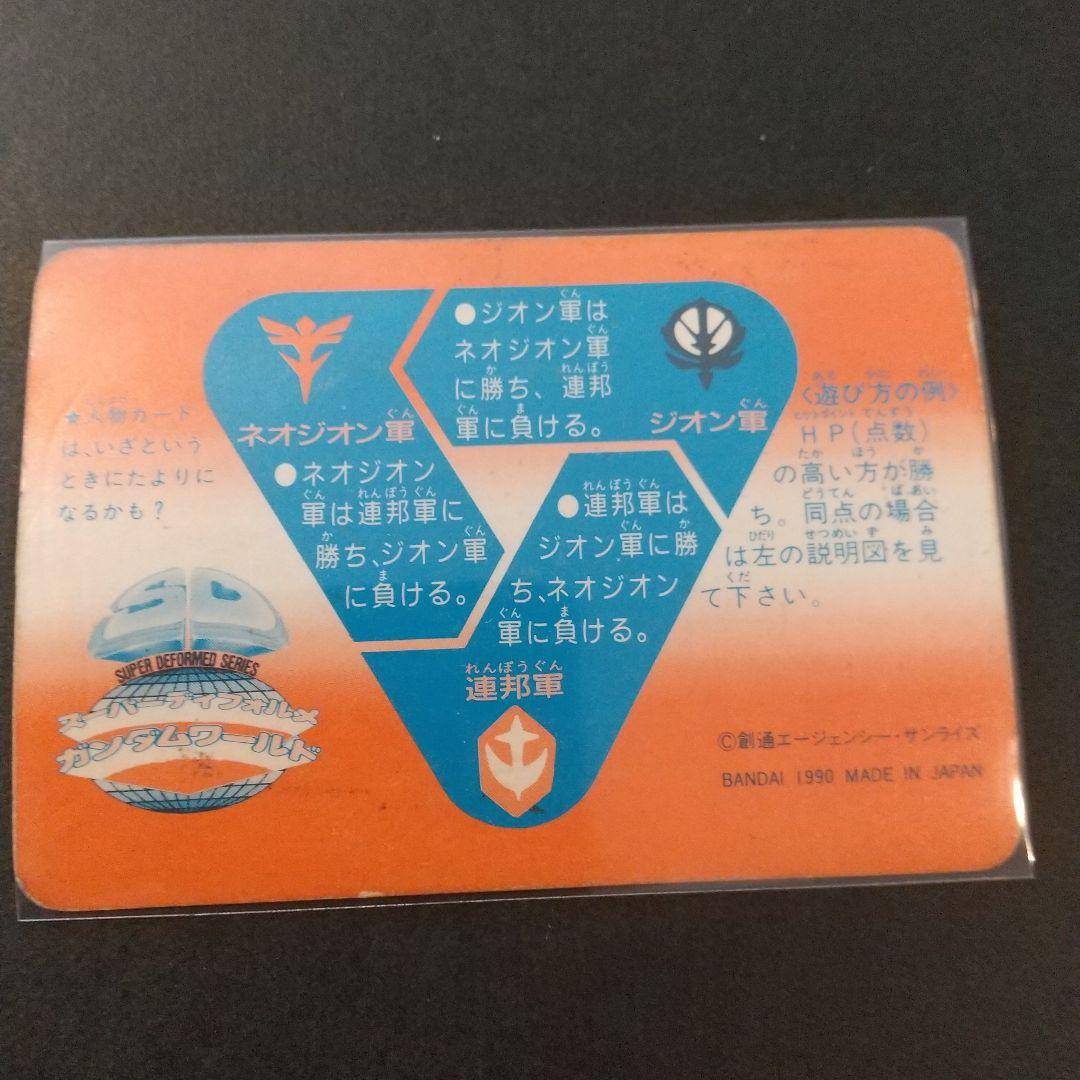 ●ジオン軍は
ネオジオン軍
に勝ち、連邦
軍に負ける。
ジオン軍
ネオジオン軍
●ネオジオン
軍は連邦軍に
勝ち、ジオン軍
に負ける。
●連邦軍は
ジオン軍に勝
ち、ネオジオン
軍に負ける。
連邦軍
★人物カード
は、いざという
ときにたよりに
なるかも?
〈遊び方の例〉
HP(点数)
の高い方が勝
ち。同点の場合
は左の説明図を見
て下さい。
SUPER DEFORMED SERIES
スーパーディフォルメ
ガンダムワールド
©創通エージェンシー・サンライズ
BANDAI 1990 MADE IN JAPAN